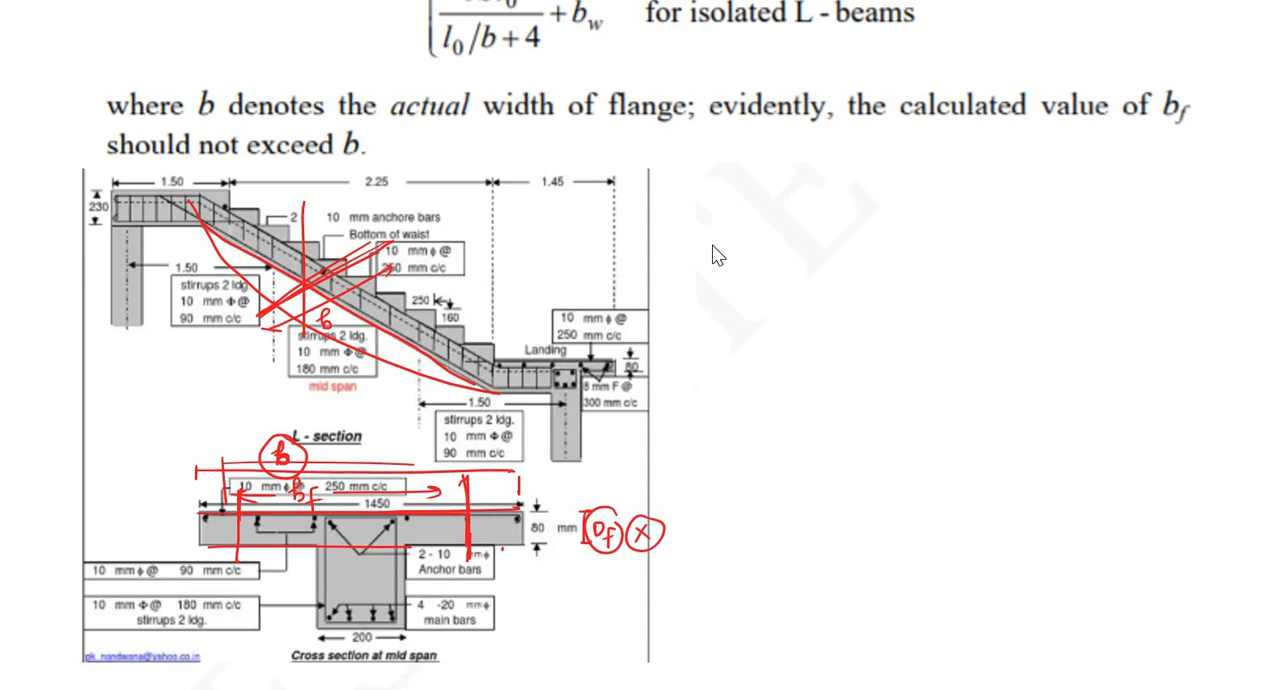 l₀/b+4 + b_w for isolated L - beams
where b denotes the actual width of flange; evidently, the calculated value of b_f
should not exceed b.
1.50 2.25 1.45
230
2 10 mm anchore bars
Bottom of waist
10 mm ϕ @
250 mm c/c
1.50
stirrups 2 ldg.
10 mm Φ @
90 mm c/c
250
160
10 mm ϕ @
250 mm c/c
b
stirrups 2 ldg.
10 mm Φ @
180 mm c/c
mid span
Landing
80
8 mm F @
300 mm c/c
1.50
stirrups 2 ldg.
10 mm Φ @
90 mm c/c
L - section
b
10 mm ϕ 250 mm c/c
b_f
1450
80 mm
D_f
X
2 - 10 mm ϕ
Anchor bars
10 mm ϕ @ 90 mm c/c
10 mm Φ @ 180 mm c/c
stirrups 2 ldg.
4 -20 mm ϕ
main bars
200
pk_nandwana@yahoo.co.in
Cross section at mid span